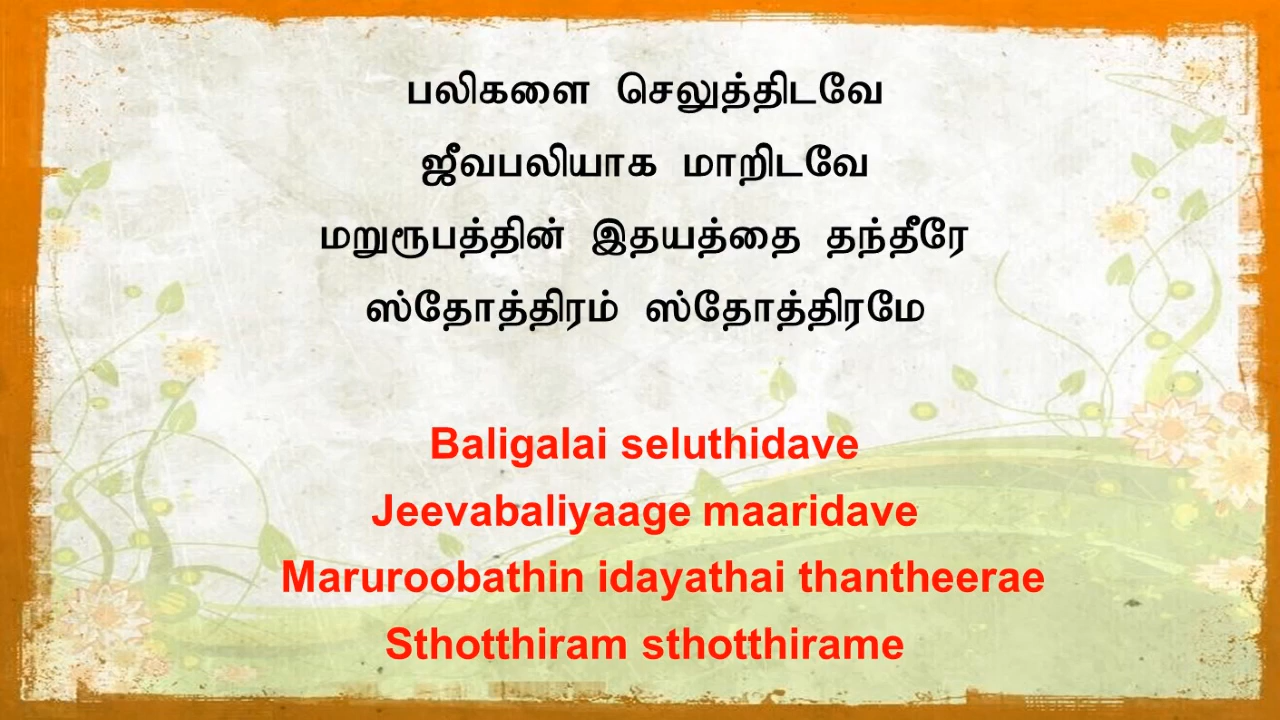 பலிகளை செலுத்திடவே
ஜீவபலியாக மாறிடவே
மறுரூபத்தின் இதயத்தை தந்தீரே
ஸ்தோத்திரம் ஸ்தோத்திரமே
Baligalai seluthidave
Jeevabaliyaage maaridave
Maruroobathin idayathai thantheerae
Sthotthiram sthotthirame